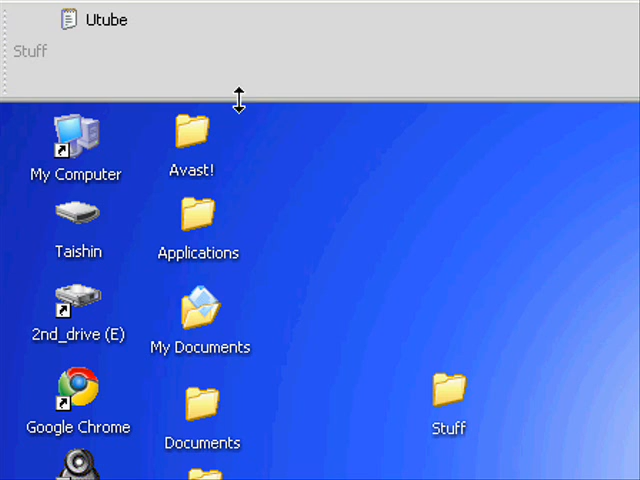 Utube
Stuff
My Computer
Avast!
Taishin
Applications
2nd_drive (E)
My Documents
Google Chrome
Documents
Stuff